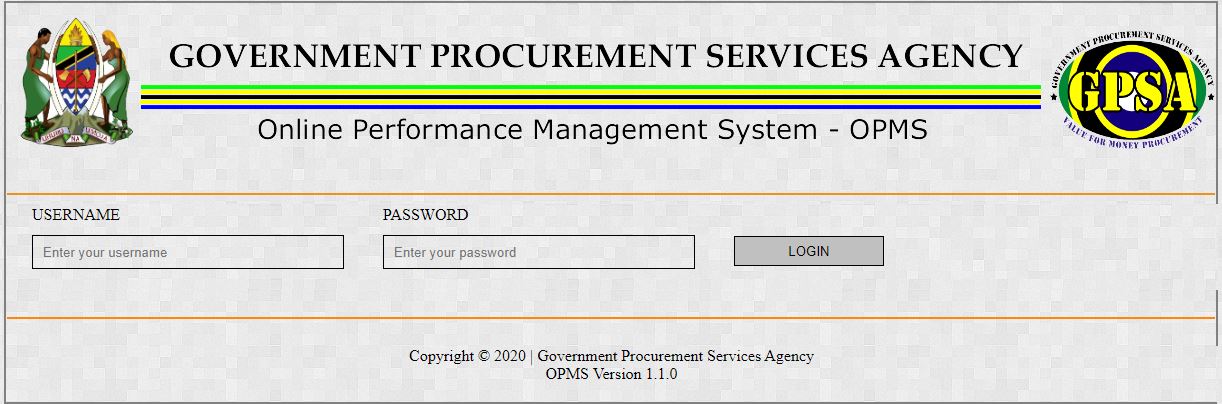 GOVERNMENT PROCUREMENT SERVICES AGENCY
Online Performance Management System - OPMS
UHURU NA UMOJA
GOVERNMENT PROCUREMENT SERVICES AGENCY
GPSA
VALUE FOR MONEY PROCUREMENT
USERNAME
PASSWORD
Enter your username
Enter your password
LOGIN
Copyright © 2020 | Government Procurement Services Agency
OPMS Version 1.1.0